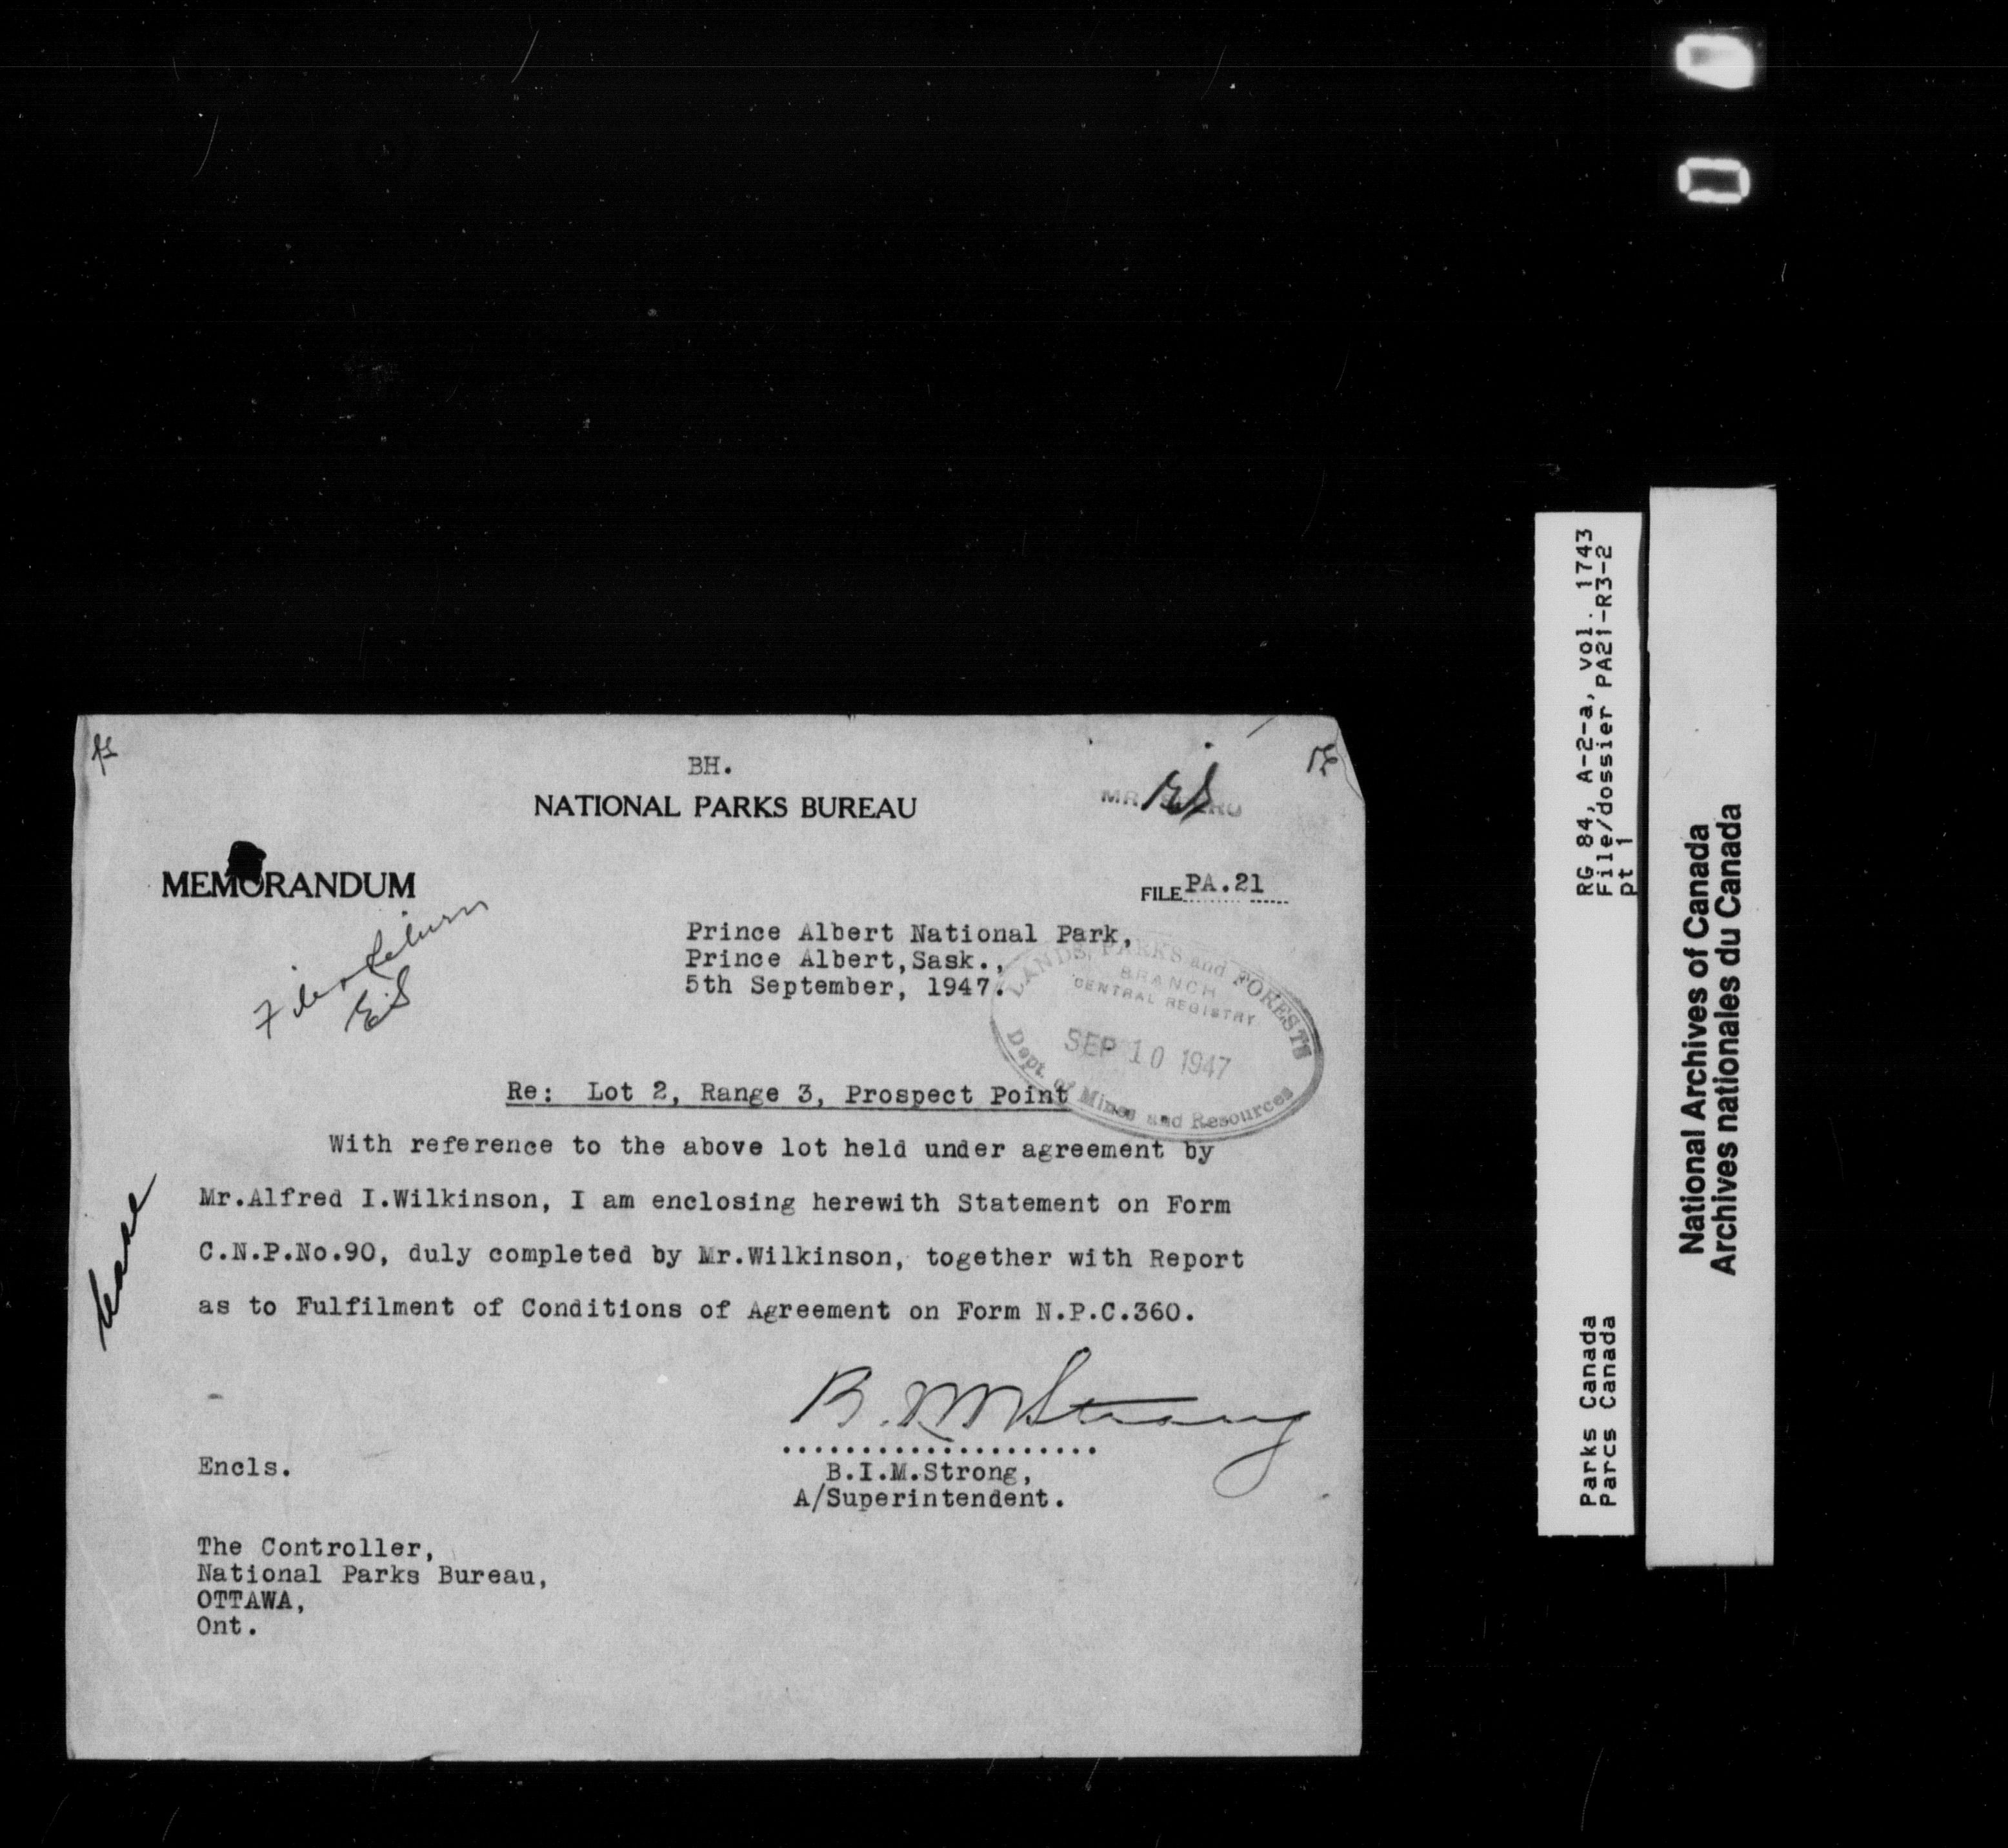 BH.
NATIONAL PARKS BUREAU
MEMORANDUM
FILE PA.21
Prince Albert National Park,
Prince Albert, Sask.,
5th September, 1947.
LANDS, PARKS and FORESTS
BRANCH
CENTRAL REGISTRY
SEP 10 1947
Dept. of Mines and Resources
Re: Lot 2, Range 3, Prospect Point
With reference to the above lot held under agreement by
Mr.Alfred I.Wilkinson, I am enclosing herewith Statement on Form
C.N.P.No.90, duly completed by Mr.Wilkinson, together with Report
as to Fulfilment of Conditions of Agreement on Form N.P.C.360.
Lease
B.I.M Strong
B.I.M.Strong,
A/Superintendent.
Encls.
The Controller,
National Parks Bureau,
OTTAWA,
Ont.
RG 84, A-2-a, vol. 1743
File/dossier PA21-R3-2
pt 1
Parks Canada
Parcs Canada
National Archives of Canada
Archives nationales du Canada